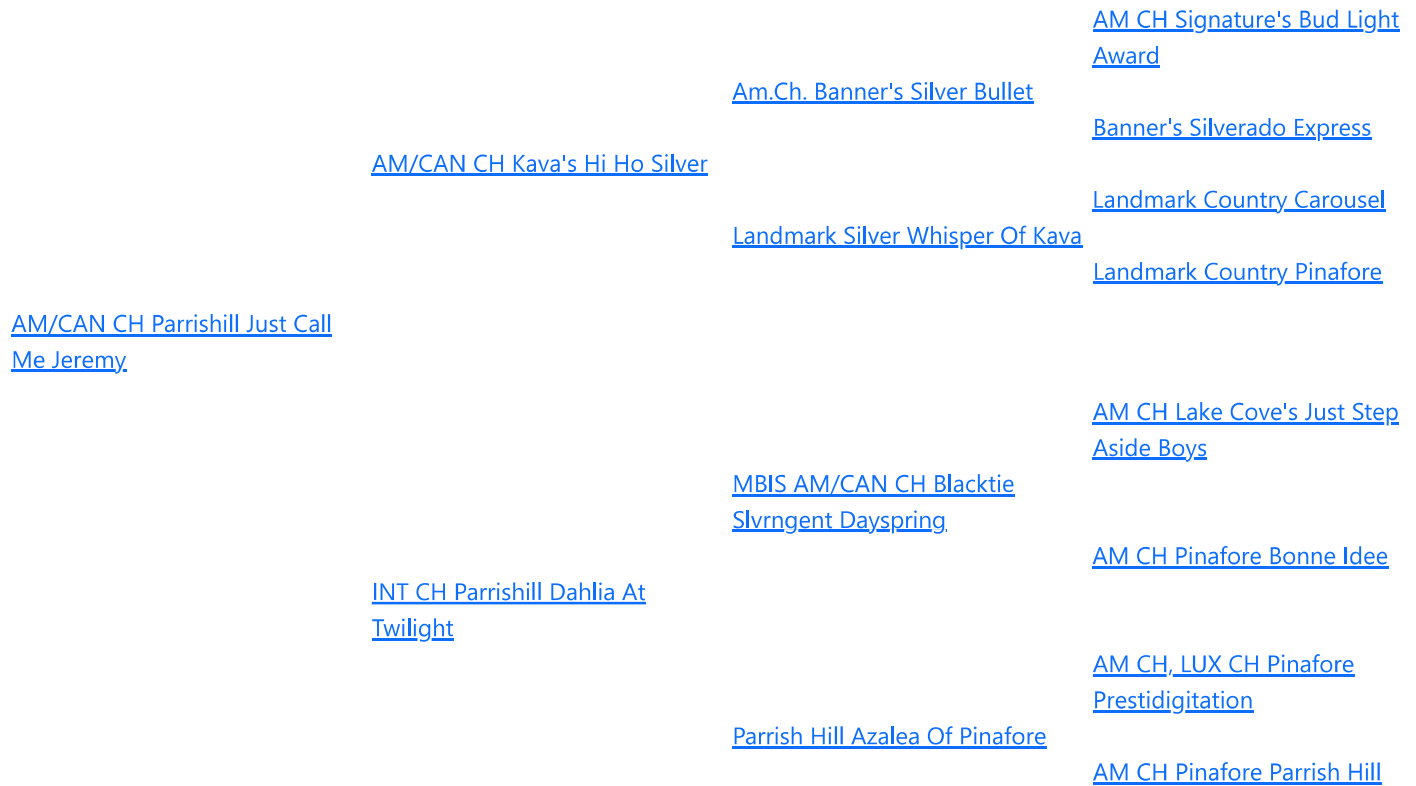 AM CH Signature's Bud Light
Award
Am.Ch. Banner's Silver Bullet
Banner's Silverado Express
AM/CAN CH Kava's Hi Ho Silver
Landmark Country Carousel
Landmark Silver Whisper Of Kava
Landmark Country Pinafore
AM/CAN CH Parrishill Just Call
Me Jeremy
AM CH Lake Cove's Just Step
Aside Boys
MBIS AM/CAN CH Blacktie
Slvrngent Dayspring
AM CH Pinafore Bonne Idee
INT CH Parrishill Dahlia At
Twilight
AM CH, LUX CH Pinafore
Prestidigitation
Parrish Hill Azalea Of Pinafore
AM CH Pinafore Parrish Hill